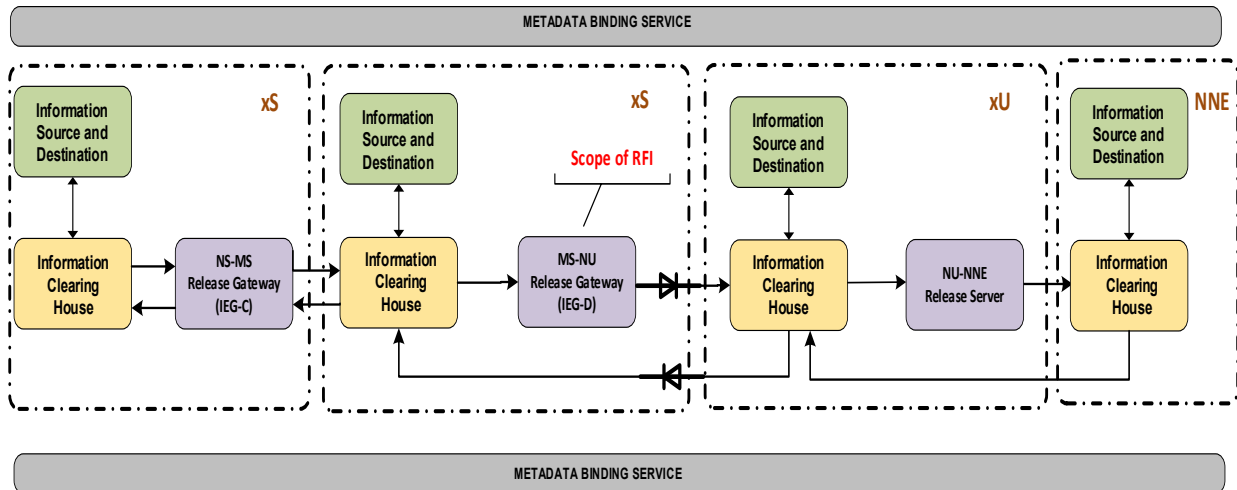 METADATA BINDING SERVICE
xS
Information
Source and
Destination
Information
Clearing
House
NS-MS
Release Gateway
(IEG-C)
xS
Information
Source and
Destination
Scope of RFI
Information
Clearing
House
MS-NU
Release Gateway
(IEG-D)
xU
Information
Source and
Destination
Information
Clearing
House
NU-NNE
Release Server
NNE
Information
Source and
Destination
Information
Clearing
House
METADATA BINDING SERVICE